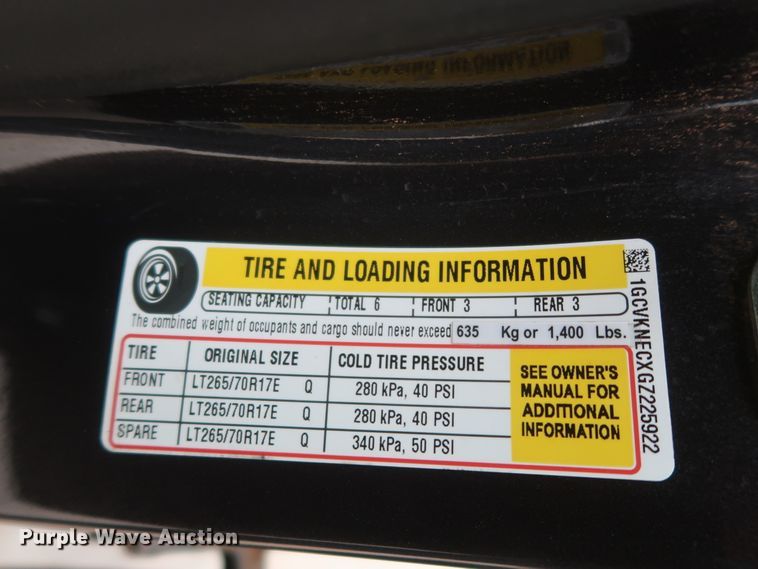 TIRE AND LOADING INFORMATION
SEATING CAPACITY TOTAL 6 FRONT 3 REAR 3
The combined weight of occupants and cargo should never exceed 635 Kg or 1,400 Lbs.
TIRE ORIGINAL SIZE COLD TIRE PRESSURE
FRONT LT265/70R17E Q 280 kPa, 40 PSI
REAR LT265/70R17E Q 280 kPa, 40 PSI
SPARE LT265/70R17E Q 340 kPa, 50 PSI
SEE OWNER'S
MANUAL FOR
ADDITIONAL
INFORMATION
1GCVKNECXGZ225922
Purple Wave Auction